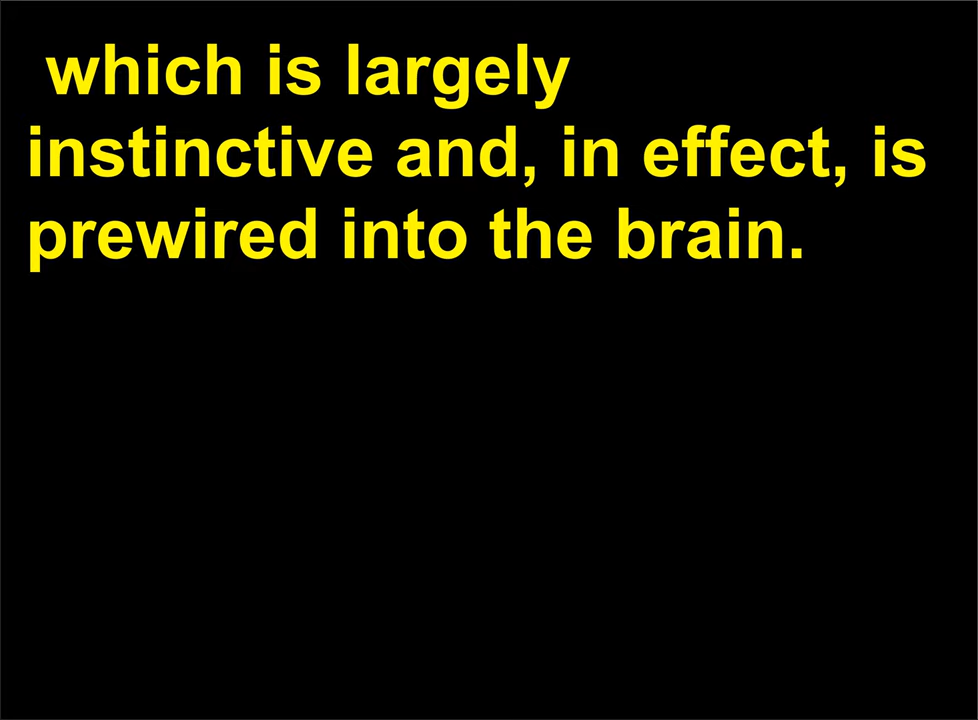 which is largely
instinctive and, in effect, is
prewired into the brain.